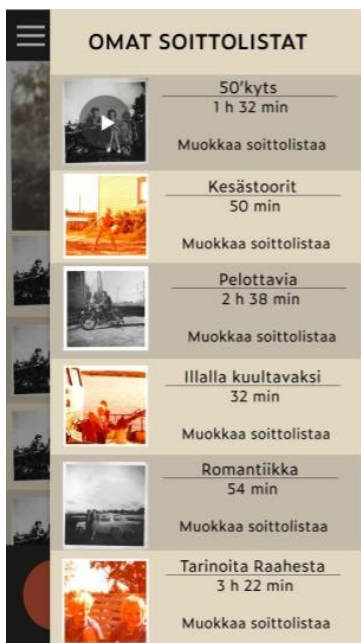 OMAT SOITTOLISTAT
50'kyts
1 h 32 min
Muokkaa soittolistaa
Kesästoorit
50 min
Muokkaa soittolistaa
Pelottavia
2 h 38 min
Muokkaa soittolistaa
Illalla kuultavaksi
32 min
Muokkaa soittolistaa
Romantiikka
54 min
Muokkaa soittolistaa
Tarinoita Raahesta
3 h 22 min
Muokkaa soittolistaa